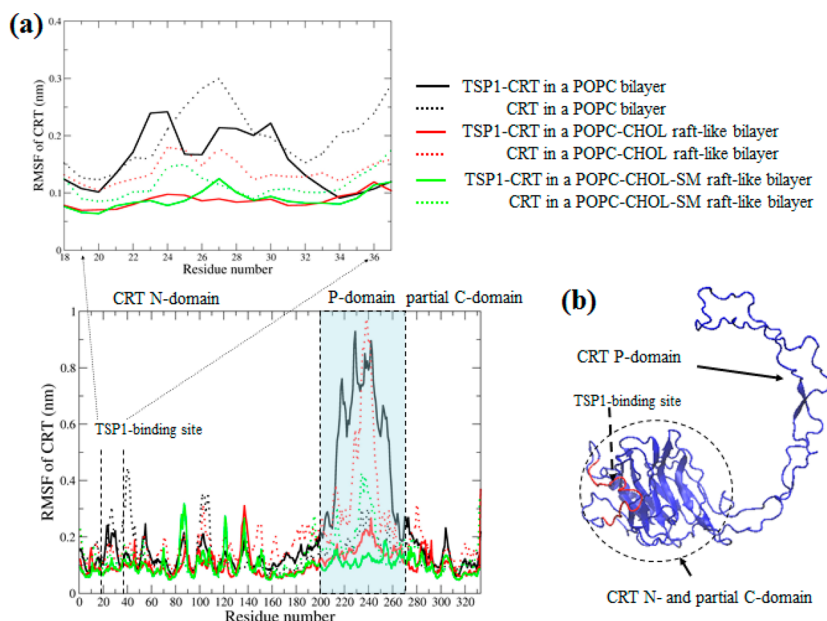 (a)
RMSF of CRT (nm)
0.4
0.3
0.2
0.1
0
18 20 22 24 26 28 30 32 34 36
Residue number
TSP1-CRT in a POPC bilayer
CRT in a POPC bilayer
TSP1-CRT in a POPC-CHOL raft-like bilayer
CRT in a POPC-CHOL raft-like bilayer
TSP1-CRT in a POPC-CHOL-SM raft-like bilayer
CRT in a POPC-CHOL-SM raft-like bilayer
CRT N-domain
P-domain
partial C-domain
RMSF of CRT (nm)
1
0.8
0.6
0.4
0.2
0
TSP1-binding site
0 20 40 60 80 100 120 140 160 180 200 220 240 260 280 300 320
Residue number
(b)
CRT P-domain
TSP1-binding site
CRT N- and partial C-domain